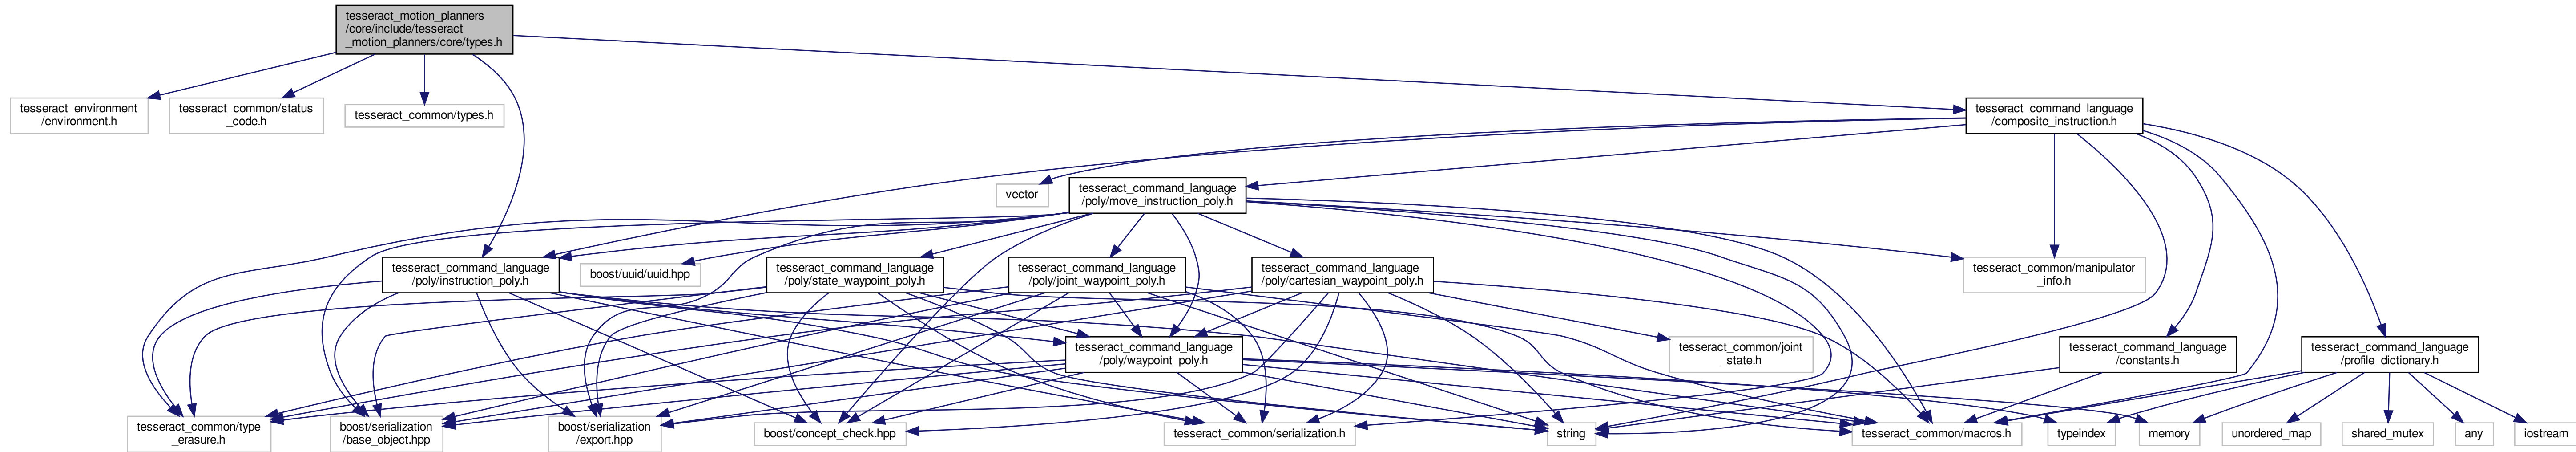 tesseract_motion_planners
/core/include/tesseract
_motion_planners/core/types.h
tesseract_environment
/environment.h
tesseract_common/status
_code.h
tesseract_common/types.h
tesseract_command_language
/composite_instruction.h
vector
tesseract_command_language
/poly/move_instruction_poly.h
tesseract_command_language
/poly/instruction_poly.h
boost/uuid/uuid.hpp
tesseract_command_language
/poly/state_waypoint_poly.h
tesseract_command_language
/poly/joint_waypoint_poly.h
tesseract_command_language
/poly/cartesian_waypoint_poly.h
tesseract_common/manipulator
_info.h
tesseract_command_language
/poly/waypoint_poly.h
tesseract_common/joint
_state.h
tesseract_command_language
/constants.h
tesseract_command_language
/profile_dictionary.h
tesseract_common/type
_erasure.h
boost/serialization
/base_object.hpp
boost/serialization
/export.hpp
boost/concept_check.hpp
tesseract_common/serialization.h
string
tesseract_common/macros.h
typeindex
memory
unordered_map
shared_mutex
any
iostream